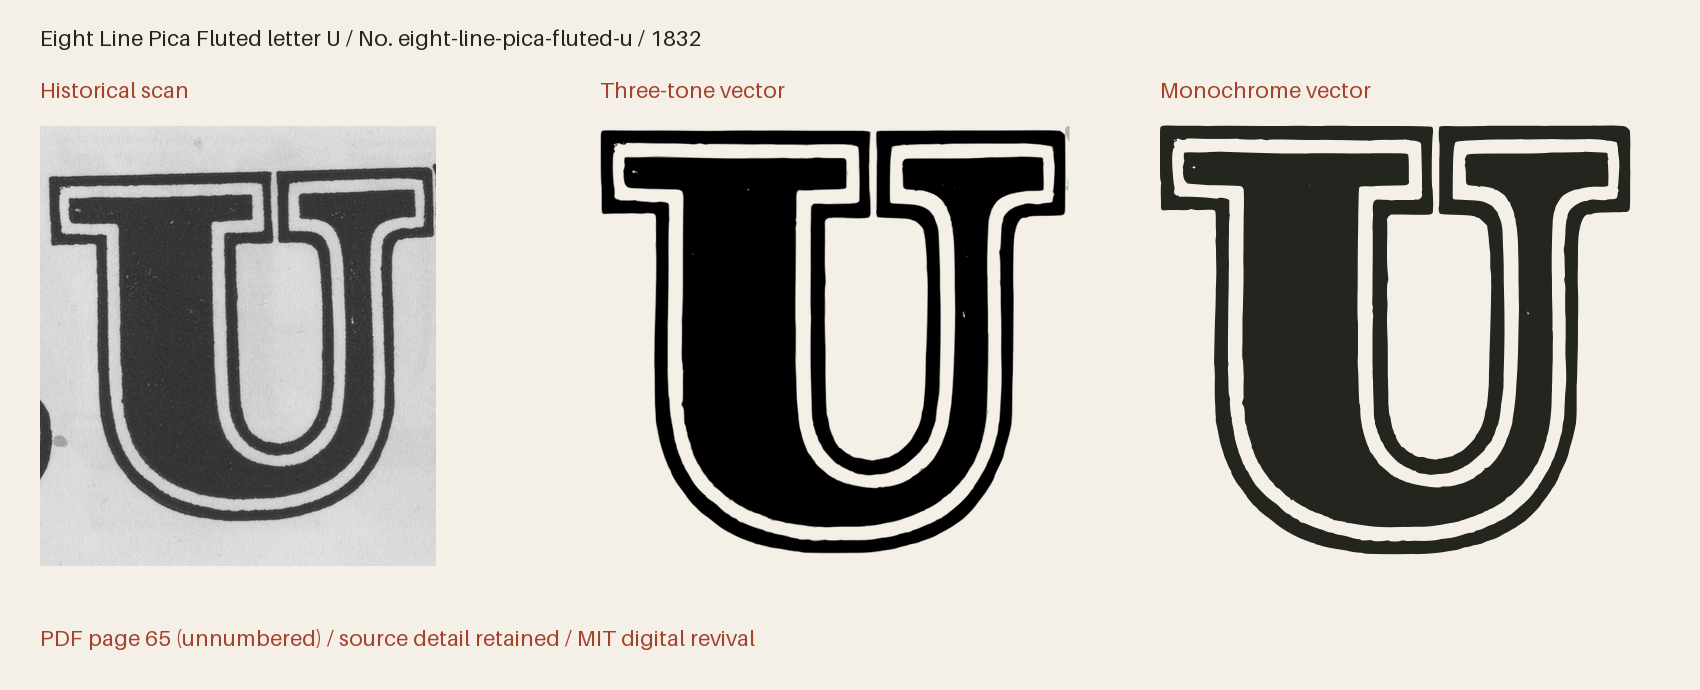 Eight Line Pica Fluted letter U / No. eight-line-pica-fluted-u / 1832
Historical scan
Three-tone vector
Monochrome vector
U
U
U
PDF page 65 (unnumbered) / source detail retained / MIT digital revival